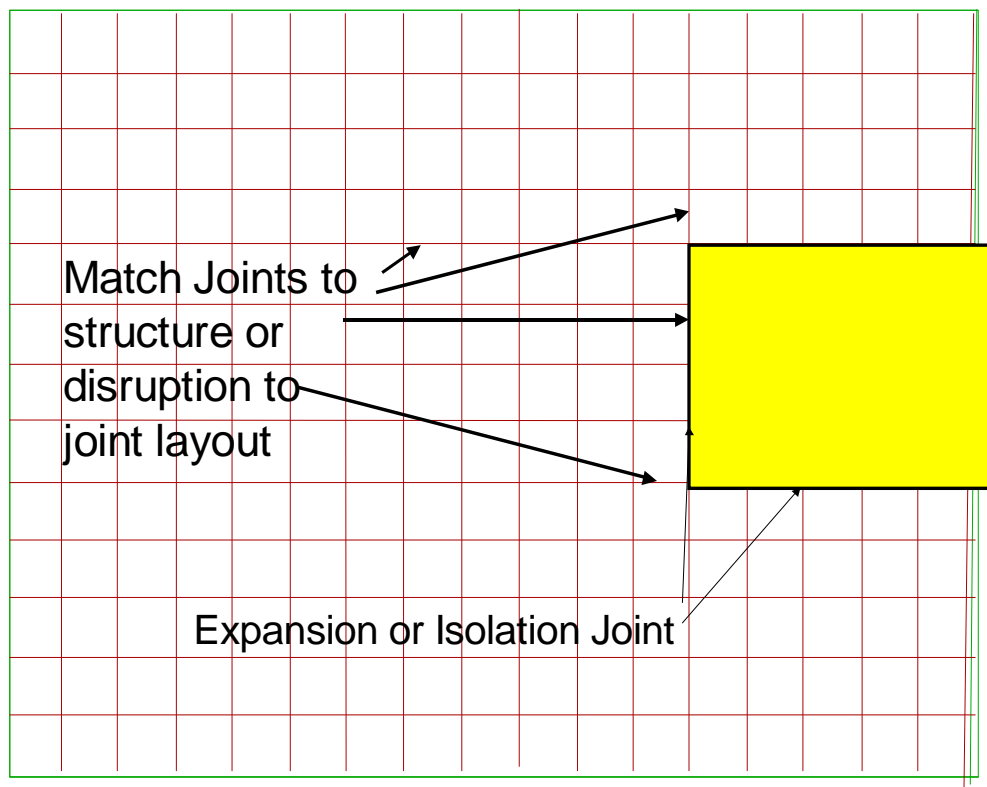 Match Joints to
structure or
disruption to
joint layout
Expansion or Isolation Joint